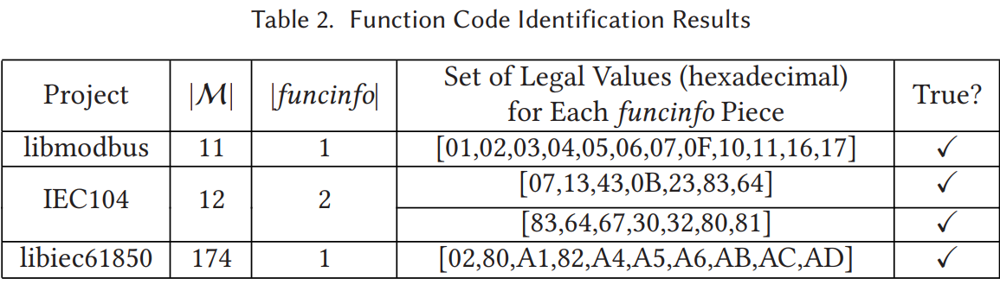 Table 2. Function Code Identification Results
Project |M| |funcinfo| Set of Legal Values (hexadecimal) for Each funcinfo Piece True?
libmodbus 11 1 [01,02,03,04,05,06,07,0F,10,11,16,17] ✓
IEC104 12 2 [07,13,43,0B,23,83,64] ✓
[83,64,67,30,32,80,81] ✓
libiec61850 174 1 [02,80,A1,82,A4,A5,A6,AB,AC,AD] ✓